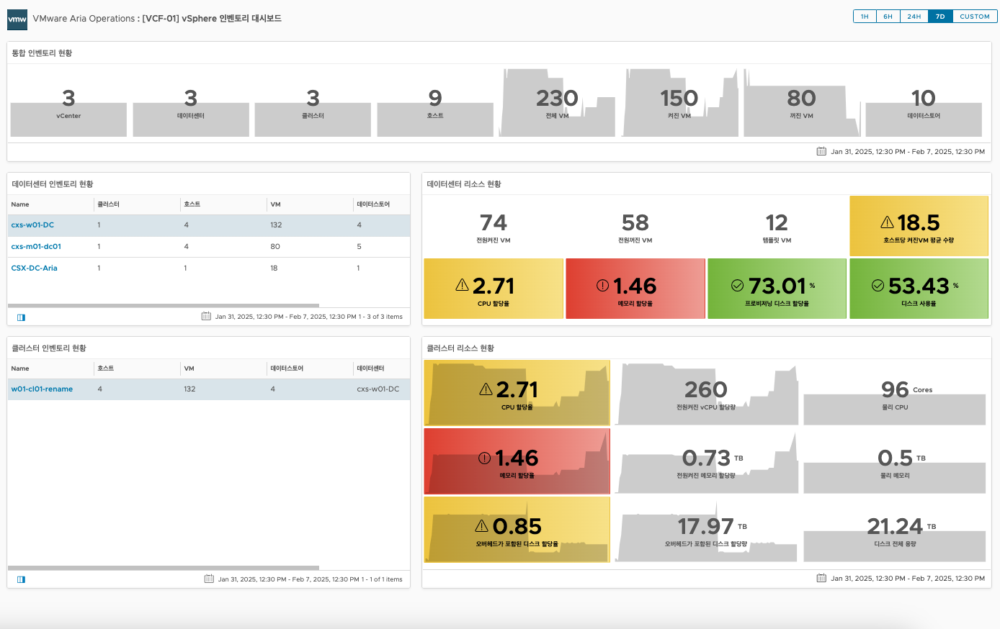 vmw VMware Aria Operations : [VCF-01] vSphere 인벤토리 대시보드
1H 6H 24H 7D CUSTOM
통합 인벤토리 현황
3 3 3 9 230 150 80 10
vCenter 데이터센터 클러스터 호스트 전체 VM 켜진 VM 꺼진 VM 데이터스토어
Jan 31, 2025, 12:30 PM - Feb 7, 2025, 12:30 PM
데이터센터 인벤토리 현황
Name 클러스터 호스트 VM 데이터스토어
cxs-w01-DC 1 4 132 4
cxs-m01-dc01 1 4 80 5
CSX-DC-Aria 1 1 18 1
Jan 31, 2025, 12:30 PM - Feb 7, 2025, 12:30 PM 1 - 3 of 3 items
데이터센터 리소스 현황
74 58 12 18.5
전원켜진 VM 전원꺼진 VM 템플릿 VM 호스트당 켜진VM 평균 수량
2.71 1.46 73.01 % 53.43 %
CPU 할당율 메모리 할당율 프로비저닝 디스크 할당율 디스크 사용율
클러스터 인벤토리 현황
Name 호스트 VM 데이터스토어 데이터센터
w01-cl01-rename 4 132 4 cxs-w01-DC
Jan 31, 2025, 12:30 PM - Feb 7, 2025, 12:30 PM 1 - 1 of 1 items
클러스터 리소스 현황
2.71 260 96 Cores
CPU 할당율 전원켜진 vCPU 할당량 물리 CPU
1.46 0.73 TB 0.5 TB
메모리 할당율 전원켜진 메모리 할당량 물리 메모리
0.85 17.97 TB 21.24 TB
오버헤드가 포함된 디스크 할당율 오버헤드가 포함된 디스크 할당량 디스크 전체 용량
Jan 31, 2025, 12:30 PM - Feb 7, 2025, 12:30 PM